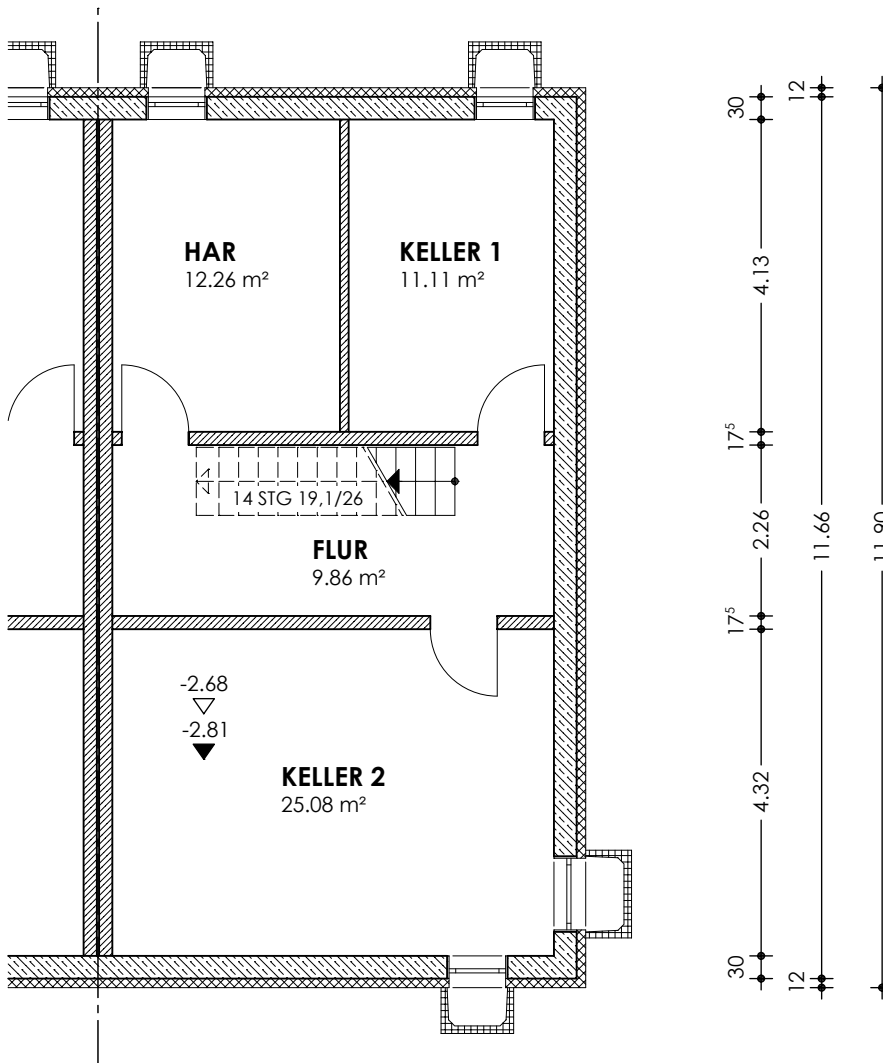 HAR
12.26 m²
KELLER 1
11.11 m²
14 STG 19,1/26
FLUR
9.86 m²
-2.68
-2.81
KELLER 2
25.08 m²
30
4.13
17⁵
2.26
17⁵
4.32
30
12
11.66
12
11.90